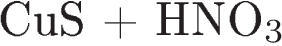 CuS + HNO₃